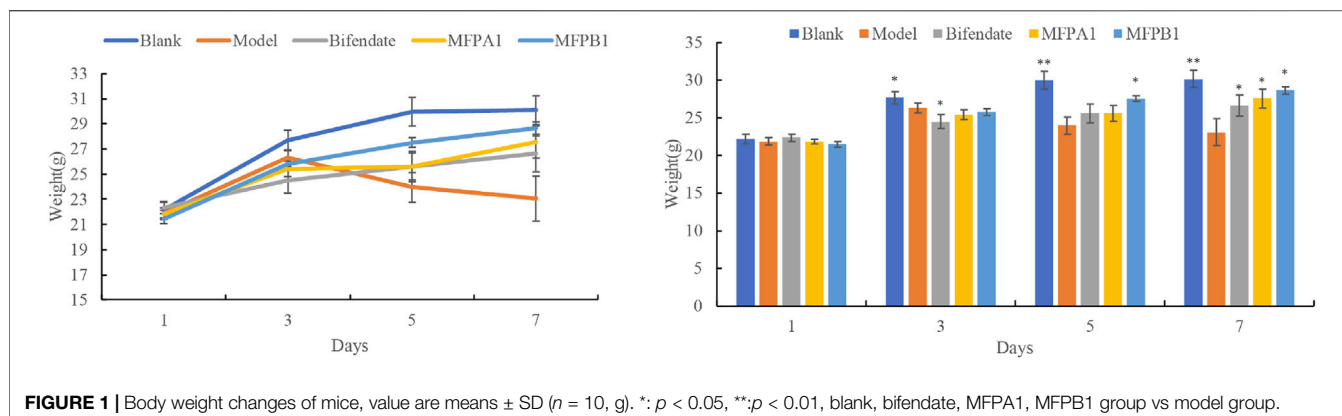 Blank Model Bifendate MFPA1 MFPB1
33
31
29
27
25
23
21
19
17
15
Weight(g)
1 3 5 7
Days
Blank Model Bifendate MFPA1 MFPB1
35
30
25
20
15
10
5
0
Weight(g)
* *
** *
** * * *
1 3 5 7
Days
FIGURE 1 | Body weight changes of mice, value are means ± SD (n = 10, g). *: p < 0.05, **:p < 0.01, blank, bifendate, MFPA1, MFPB1 group vs model group.